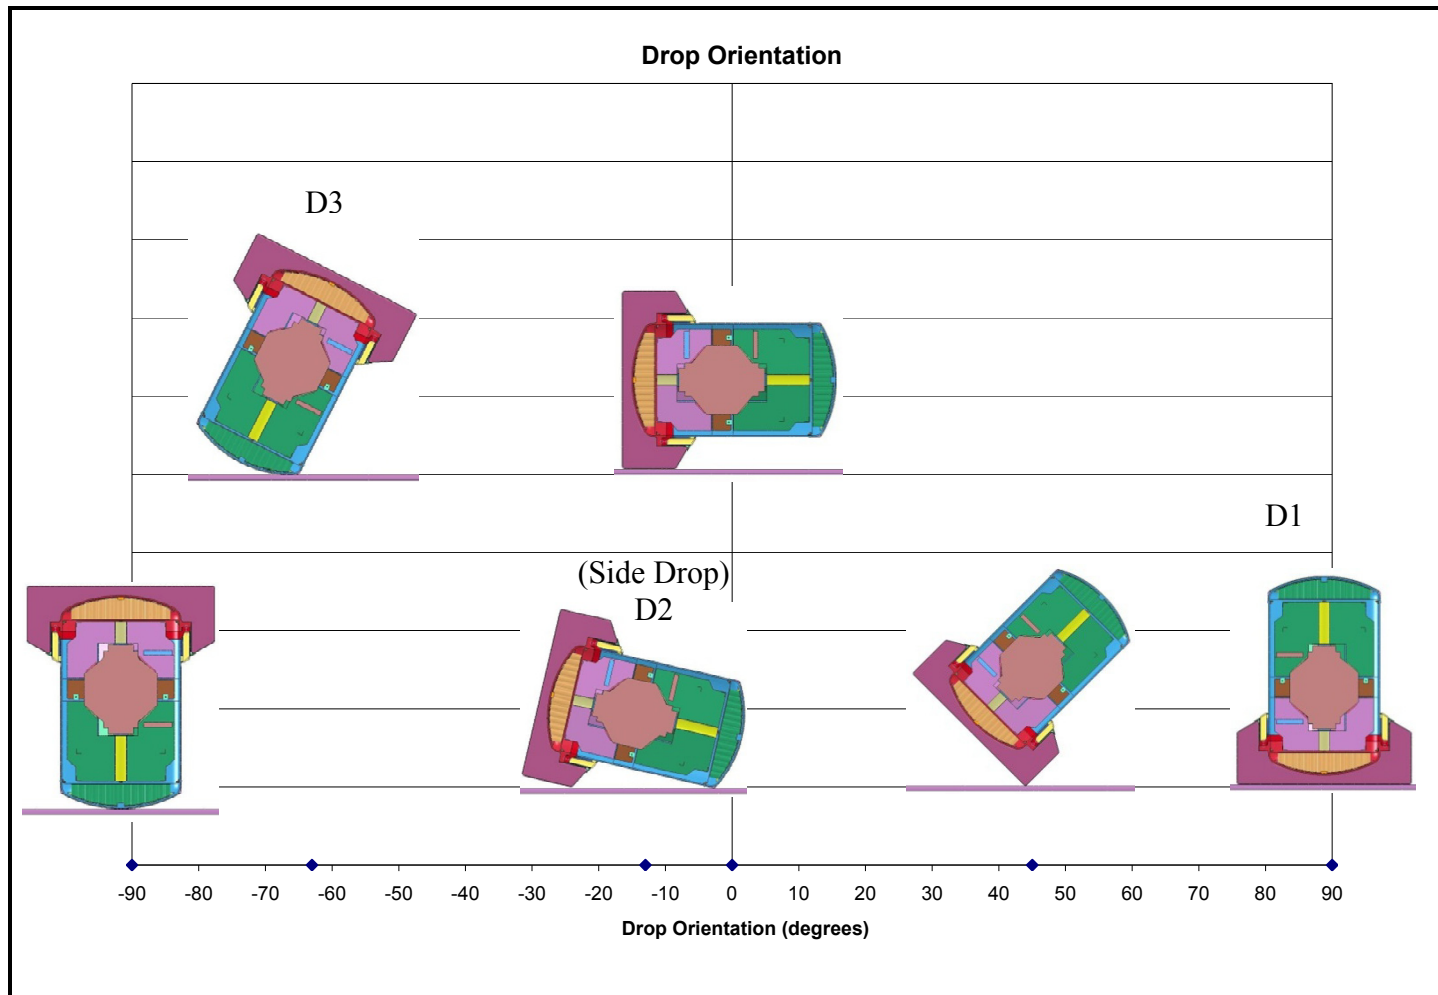 Drop Orientation
D3
D1
(Side Drop)
D2
-90 -80 -70 -60 -50 -40 -30 -20 -10 0 10 20 30 40 50 60 70 80 90
Drop Orientation (degrees)